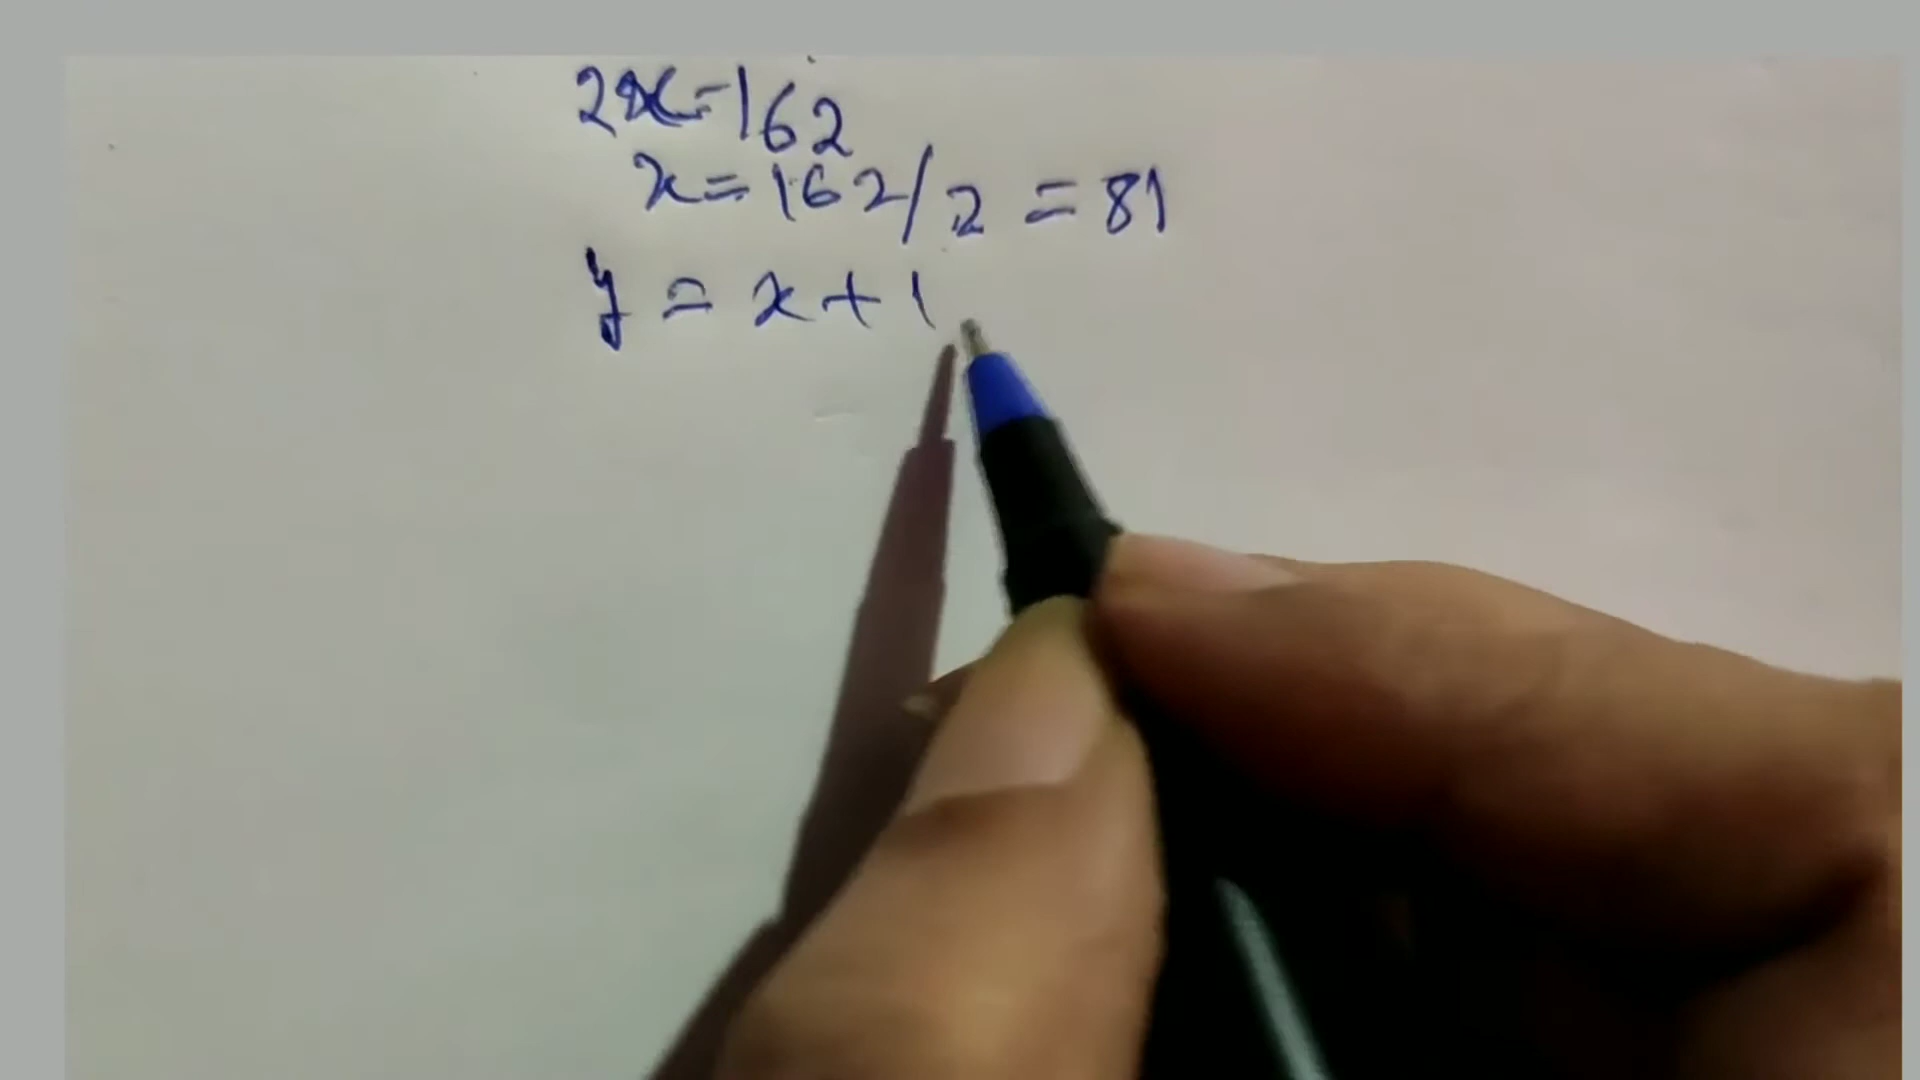 2x=162
x=162/2 = 81
y = x+1